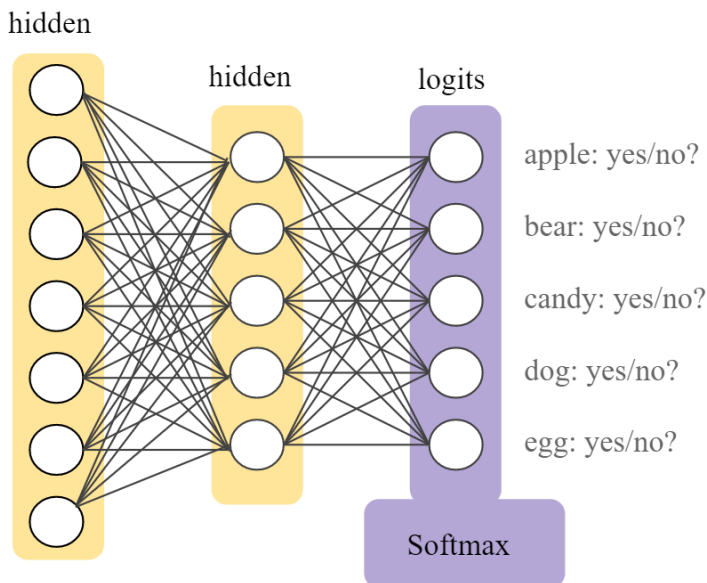 hidden
hidden
logits
apple: yes/no?
bear: yes/no?
candy: yes/no?
dog: yes/no?
egg: yes/no?
Softmax